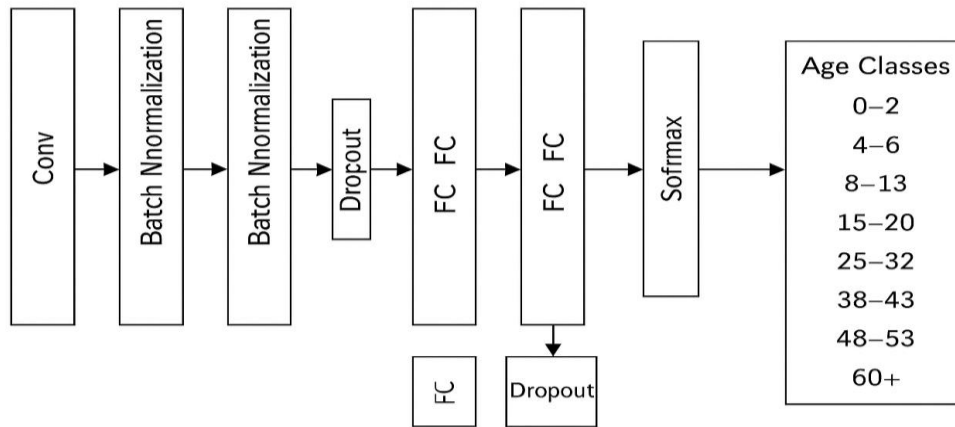 Conv
Batch Nnormalization
Batch Nnormalization
Dropout
FC FC
FC FC
Sofrmax
Age Classes
0–2
4–6
8–13
15–20
25–32
38–43
48–53
60+
FC
Dropout